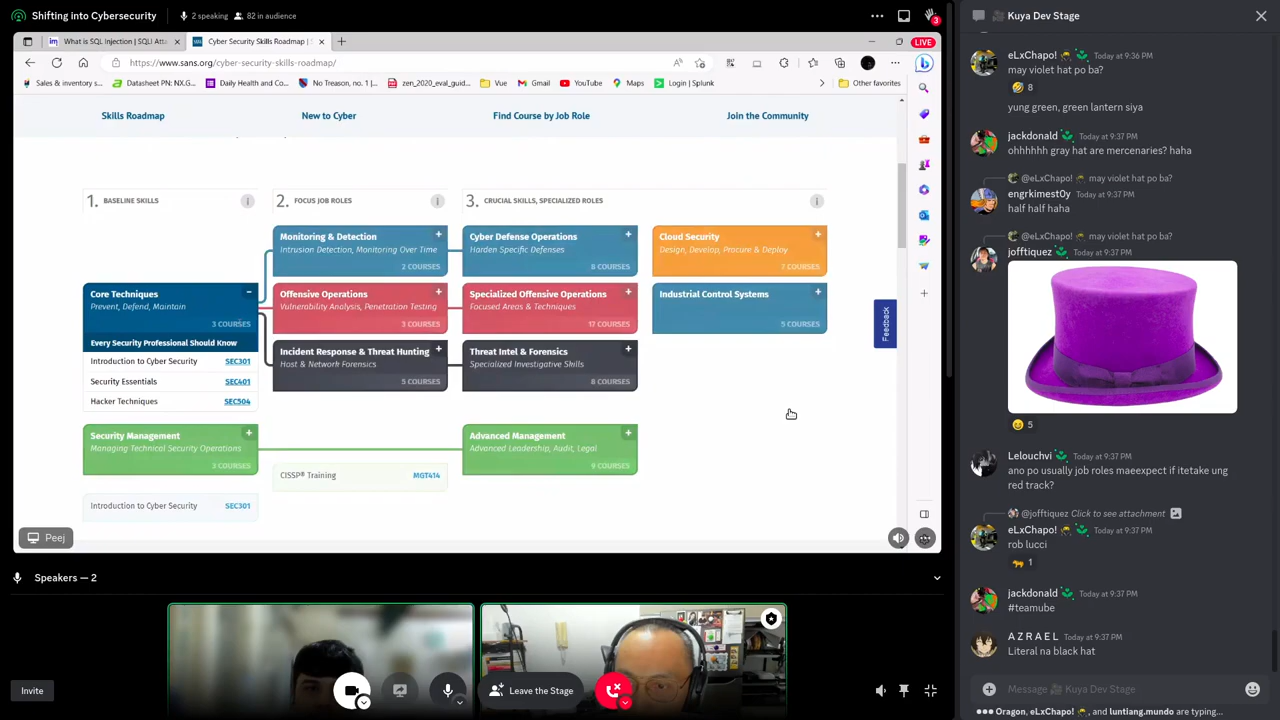 Shifting into Cybersecurity
2 speaking
82 in audience
3
What is SQL injection | SQLI Atta
Cyber Security Skills Roadmap |
LIVE
https://www.sans.org/cyber-security-skills-roadmap/
Sales & inventory s...
Datasheet PN: NX.G...
Daily Health and Co...
No Treason, no. 1 |...
zen_2020_eval_guid...
Vue
Gmail
YouTube
Maps
Login | Splunk
Other favorites
Skills Roadmap
New to Cyber
Find Course by Job Role
Join the Community
1. BASELINE SKILLS
2. FOCUS JOB ROLES
3. CRUCIAL SKILLS, SPECIALIZED ROLES
Core Techniques
Prevent, Defend, Maintain
3 COURSES
Every Security Professional Should Know
Introduction to Cyber Security SEC301
Security Essentials SEC401
Hacker Techniques SEC504
Security Management
Managing Technical Security Operations
3 COURSES
Introduction to Cyber Security SEC301
Monitoring & Detection
Intrusion Detection, Monitoring Over Time
2 COURSES
Offensive Operations
Vulnerability Analysis, Penetration Testing
3 COURSES
Incident Response & Threat Hunting
Host & Network Forensics
5 COURSES
CISSP® Training MGT414
Cyber Defense Operations
Harden Specific Defenses
8 COURSES
Specialized Offensive Operations
Focused Areas & Techniques
17 COURSES
Threat Intel & Forensics
Specialized Investigative Skills
8 COURSES
Advanced Management
Advanced Leadership, Audit, Legal
9 COURSES
Cloud Security
Design, Develop, Procure & Deploy
7 COURSES
Industrial Control Systems
5 COURSES
Feedback
Peej
Speakers — 2
Invite
Leave the Stage
Kuya Dev Stage
eLxChapo! Today at 9:36 PM
may violet hat po ba?
8
yung green, green lantern siya
jackdonald Today at 9:37 PM
ohhhhhh gray hat are mercenaries? haha
@eLxChapo! may violet hat po ba?
engrkimest0y Today at 9:37 PM
half half haha
@eLxChapo! may violet hat po ba?
jofftiquez Today at 9:37 PM
5
Lelouchvi Today at 9:37 PM
ano po usually job roles maeexpect if itetake ung
red track?
@jofftiquez Click to see attachment
eLxChapo! Today at 9:37 PM
rob lucci
1
jackdonald Today at 9:37 PM
#teamube
A Z R A E L Today at 9:37 PM
Literal na black hat
Message Kuya Dev Stage
Oragon, eLxChapo! , and luntiang.mundo are typing...